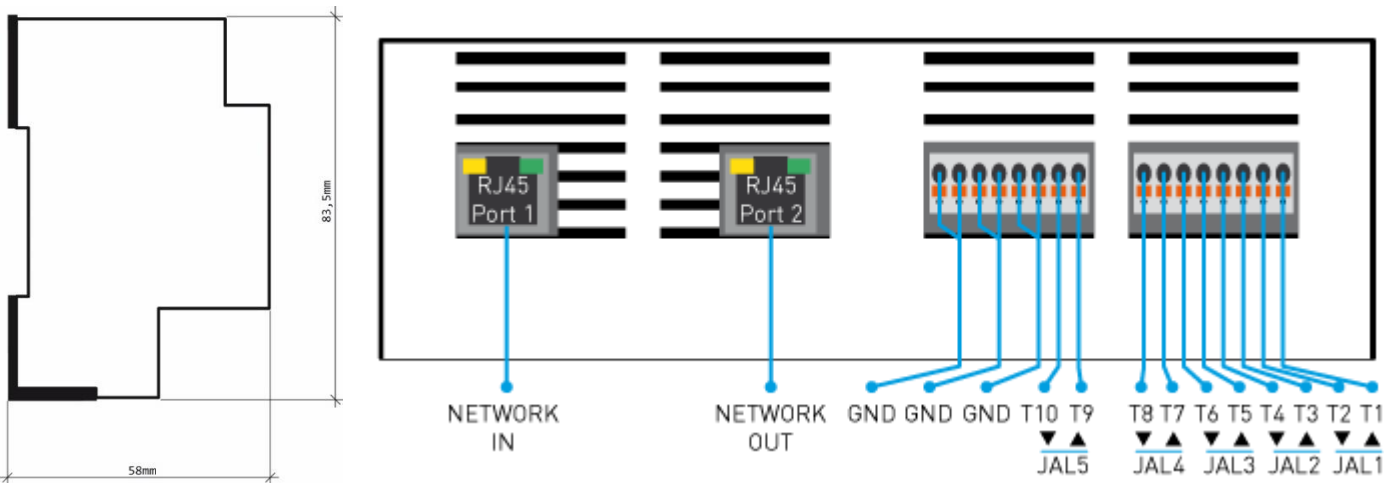 83,5mm
58mm
RJ45
Port 1
RJ45
Port 2
NETWORK
IN
NETWORK
OUT
GND GND GND T10 T9 T8 T7 T6 T5 T4 T3 T2 T1
▼ ▲ ▼ ▲ ▼ ▲ ▼ ▲ ▼ ▲
JAL5 JAL4 JAL3 JAL2 JAL1